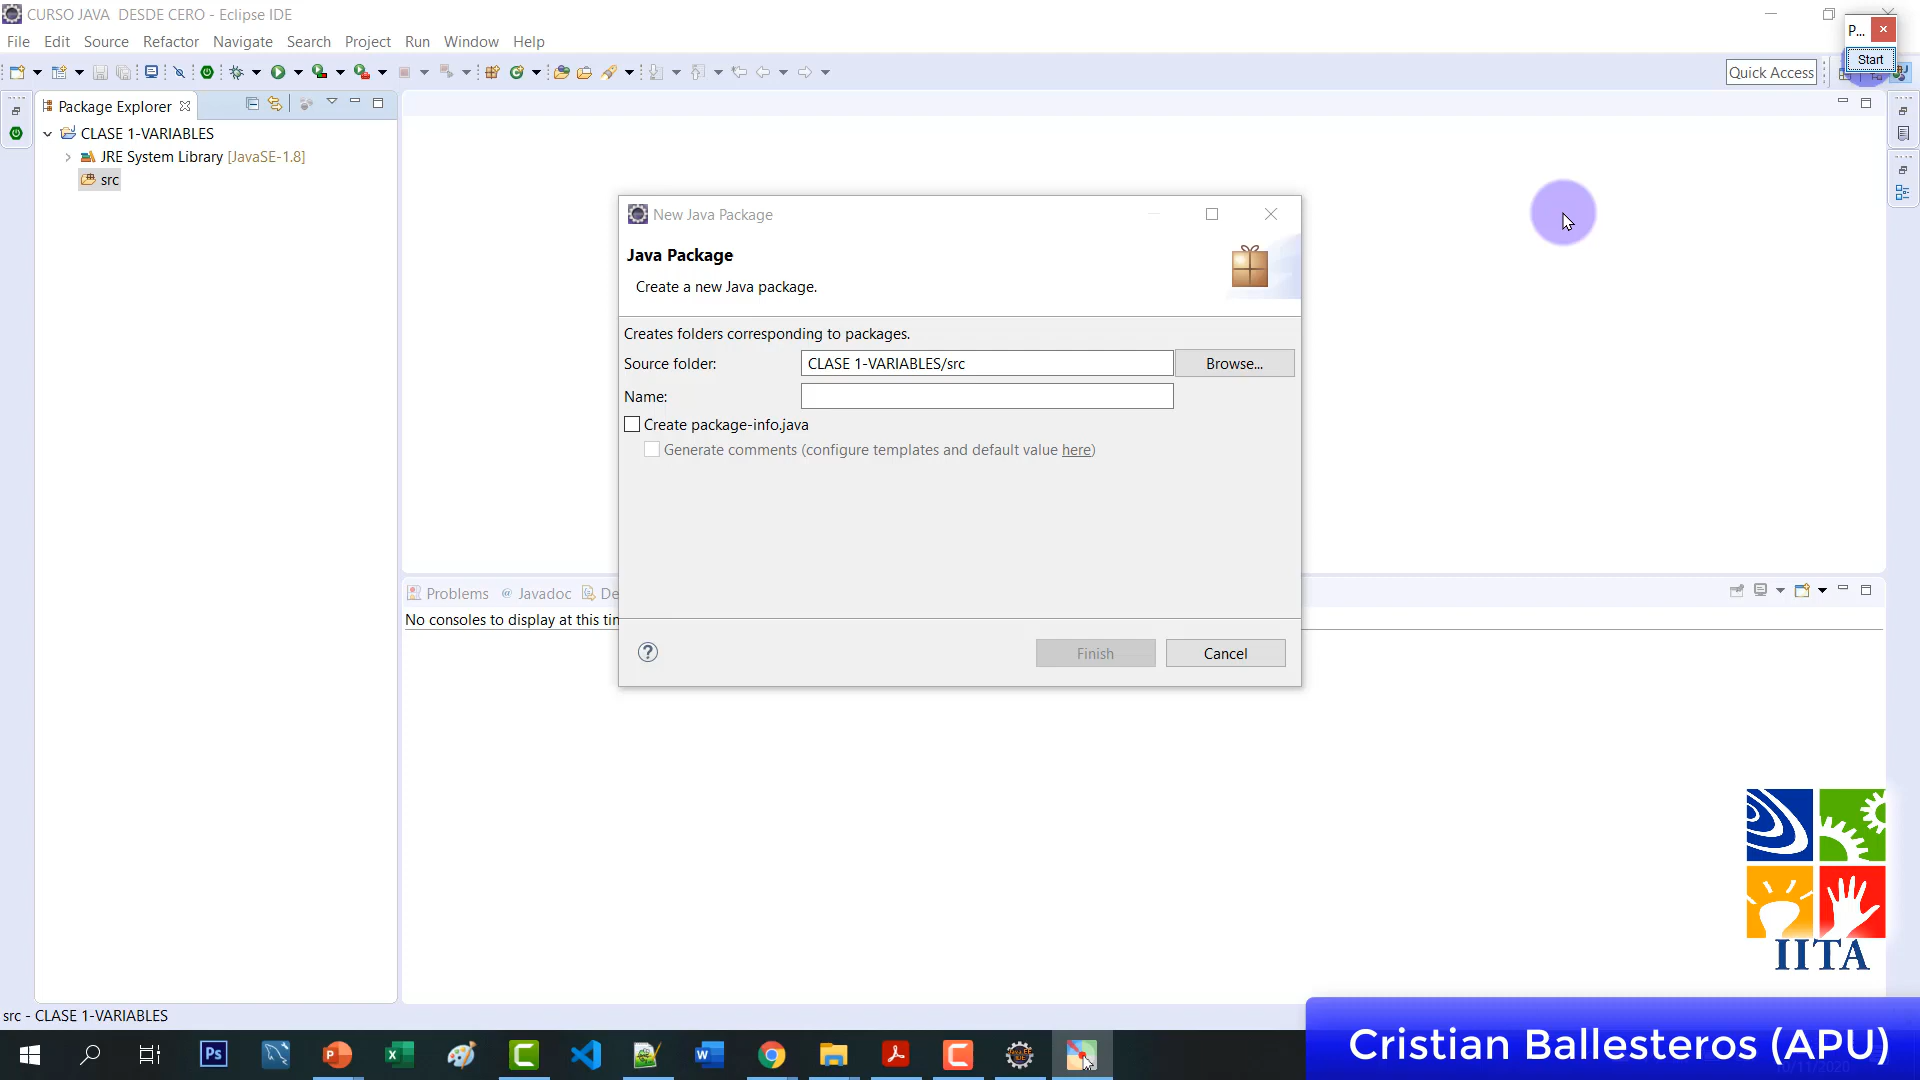 CURSO JAVA  DESDE CERO - Eclipse IDE
File Edit Source Refactor Navigate Search Project Run Window Help
P...
Start
Quick Access
Package Explorer
CLASE 1-VARIABLES
JRE System Library [JavaSE-1.8]
src
New Java Package
Java Package
Create a new Java package.
Creates folders corresponding to packages.
Source folder: CLASE 1-VARIABLES/src Browse...
Name:
Create package-info.java
Generate comments (configure templates and default value here)
Finish Cancel
Problems @ Javadoc De
No consoles to display at this tim
IITA
src - CLASE 1-VARIABLES
Cristian Ballesteros (APU)
Ps